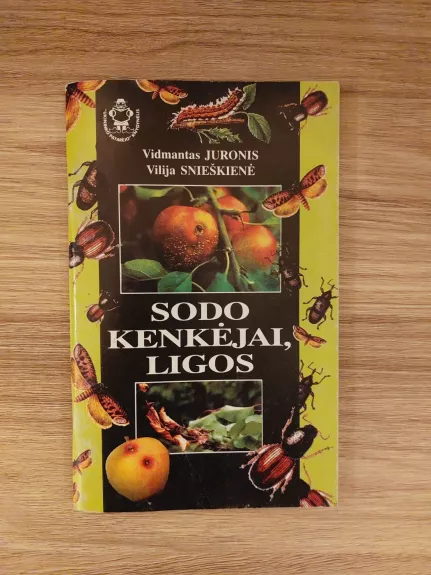 Vidmantas JURONIS
Vilija SNIEŠKIENĖ
SODO
KENKĖJAI,
LIGOS